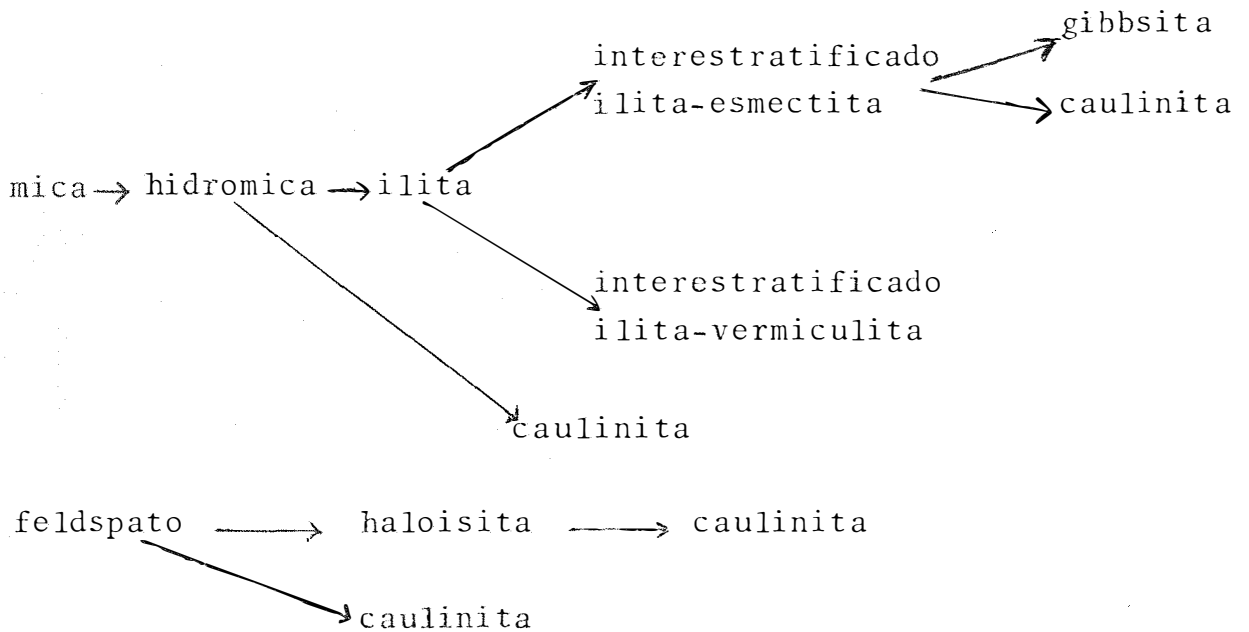 gibbsita
interestratificado
ilita-esmectita
caulinita
mica → hidromica → ilita
interestratificado
ilita-vermiculita
caulinita
feldspato → haloisita → caulinita
caulinita